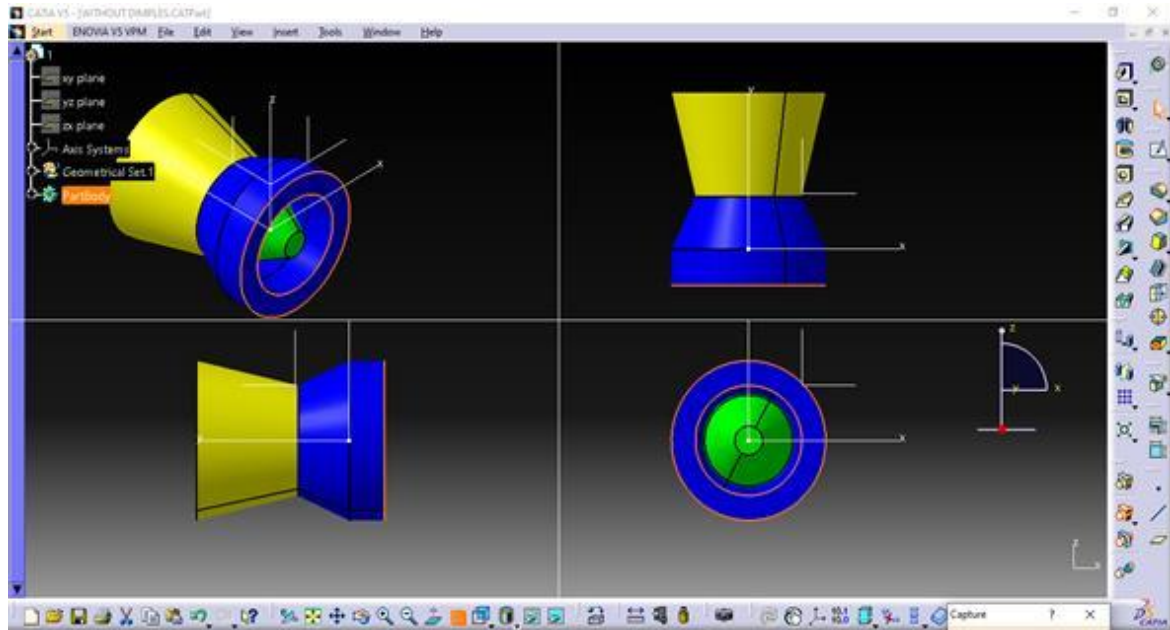 CATIA V5 - [WITHOUT DIMPLES.CATPart]
Start ENOVIA V5 VPM File Edit View Insert Tools Window Help
1
xy plane
yz plane
zx plane
Axis Systems
Geometrical Set.1
PartBody
z
x
y
x
y
x
z
y
x
z
x
Capture ? X
CATIA